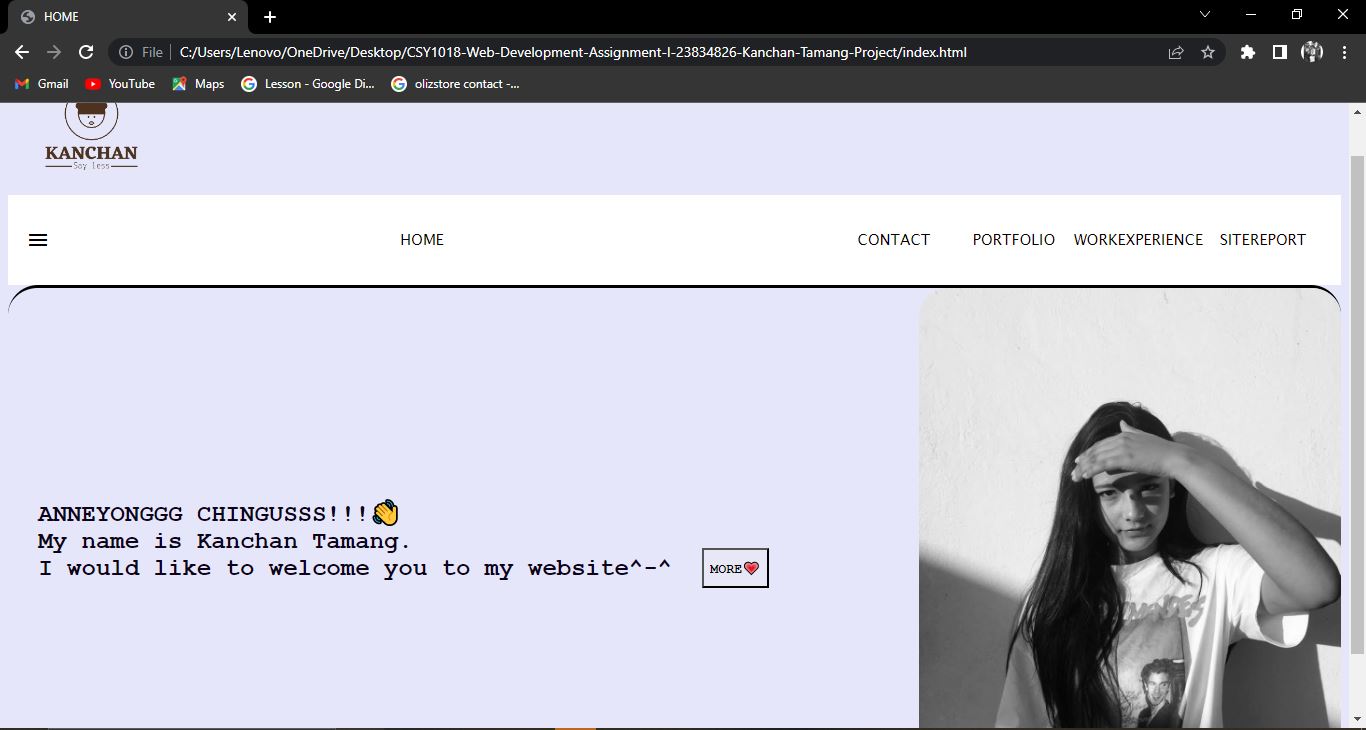 HOME
File C:/Users/Lenovo/OneDrive/Desktop/CSY1018-Web-Development-Assignment-I-23834826-Kanchan-Tamang-Project/index.html
Gmail YouTube Maps Lesson - Google Di... olizstore contact -...
KANCHAN
Say less
HOME CONTACT PORTFOLIO WORKEXPERIENCE SITEREPORT
ANNEYONGGG CHINGUSSS!!!👋
My name is Kanchan Tamang.
I would like to welcome you to my website^-^ MORE💗